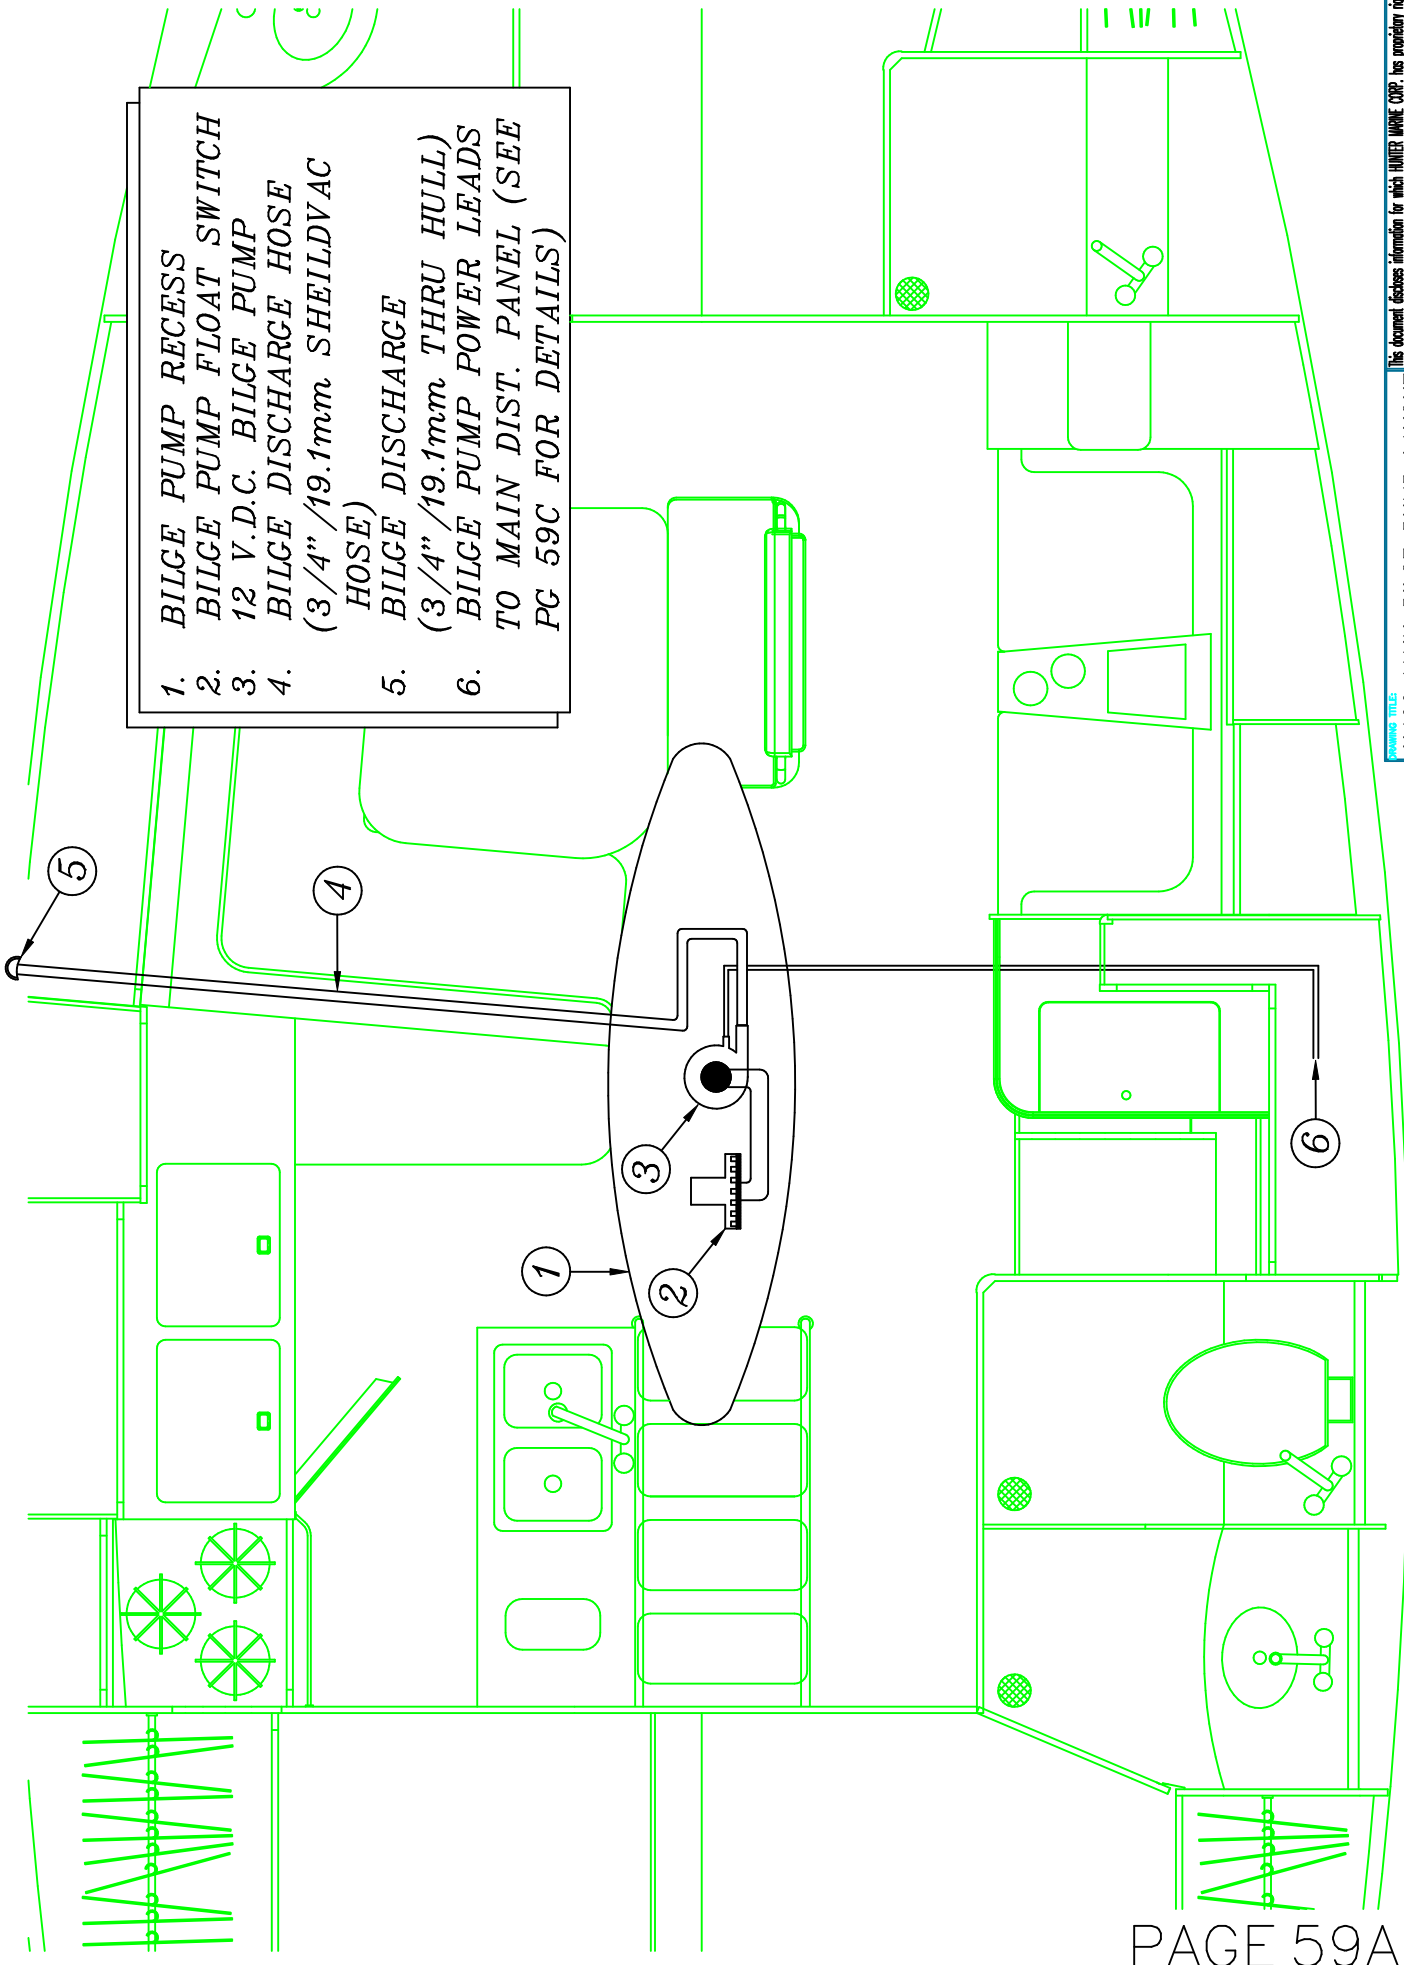 1. BILGE PUMP RECESS
2. BILGE PUMP FLOAT SWITCH
3. 12 V.D.C. BILGE PUMP
4. BILGE DISCHARGE HOSE
(3/4"/19.1mm SHEILDVAC
HOSE)
5. BILGE DISCHARGE
(3/4"/19.1mm THRU HULL)
6. BILGE PUMP POWER LEADS
TO MAIN DIST. PANEL (SEE
PG 59C FOR DETAILS)
5
4
3
1
2
6
DRAWING TITLE:
This document discloses information for which HUNTER MARINE CORP. has proprietary
PAGE 59A